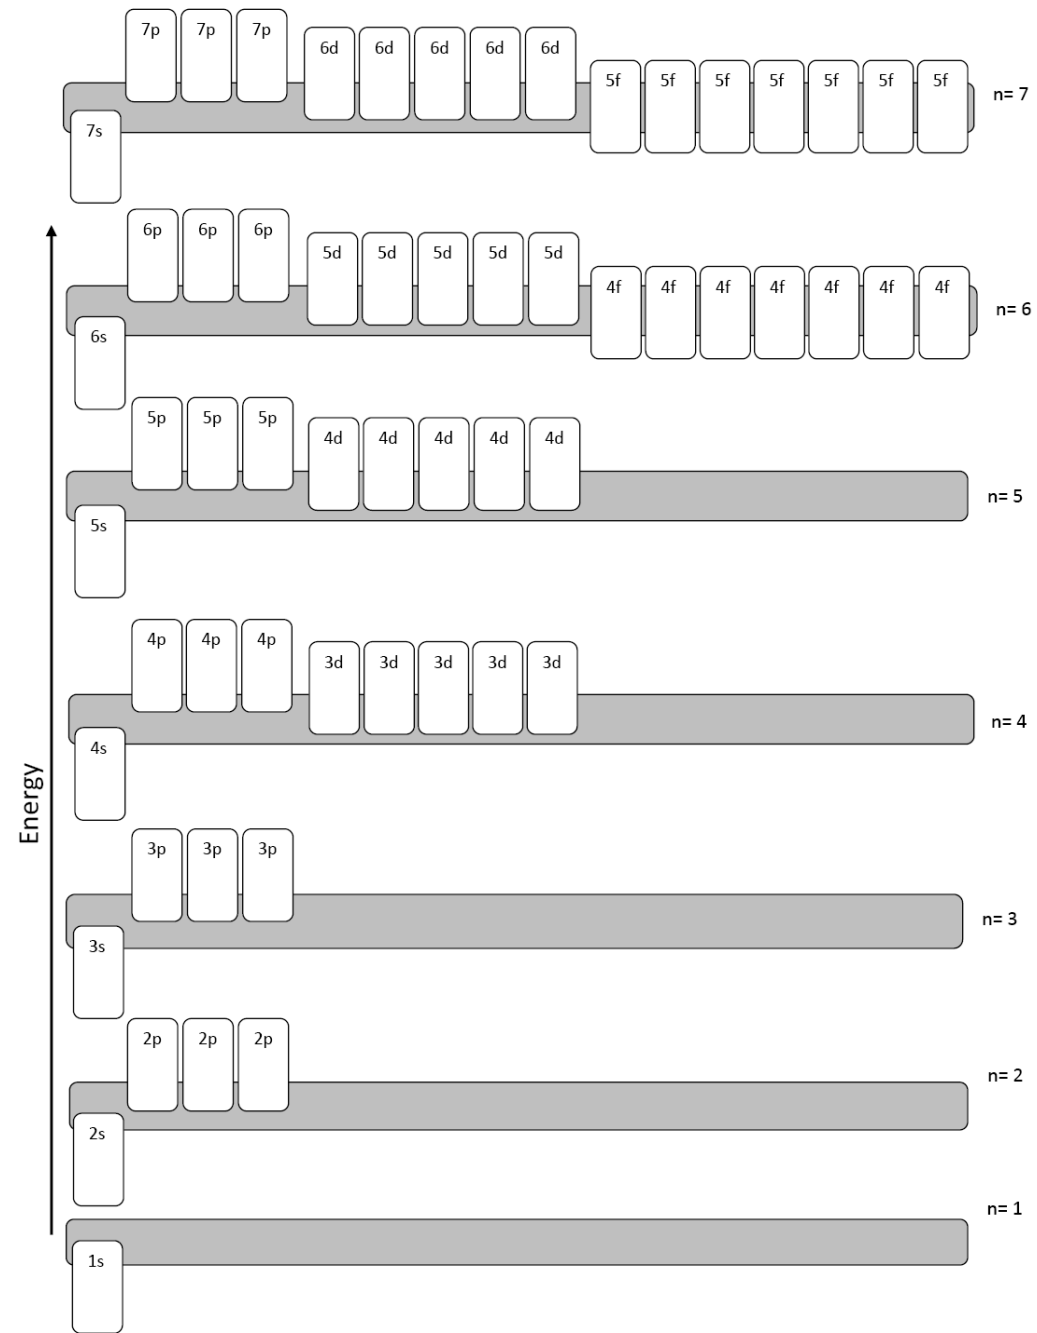 7p 7p 7p
6d 6d 6d 6d 6d
5f 5f 5f 5f 5f 5f 5f
n= 7
7s
6p 6p 6p
5d 5d 5d 5d 5d
4f 4f 4f 4f 4f 4f 4f
n= 6
6s
5p 5p 5p
4d 4d 4d 4d 4d
n= 5
5s
4p 4p 4p
3d 3d 3d 3d 3d
n= 4
4s
Energy
3p 3p 3p
n= 3
3s
2p 2p 2p
n= 2
2s
n= 1
1s